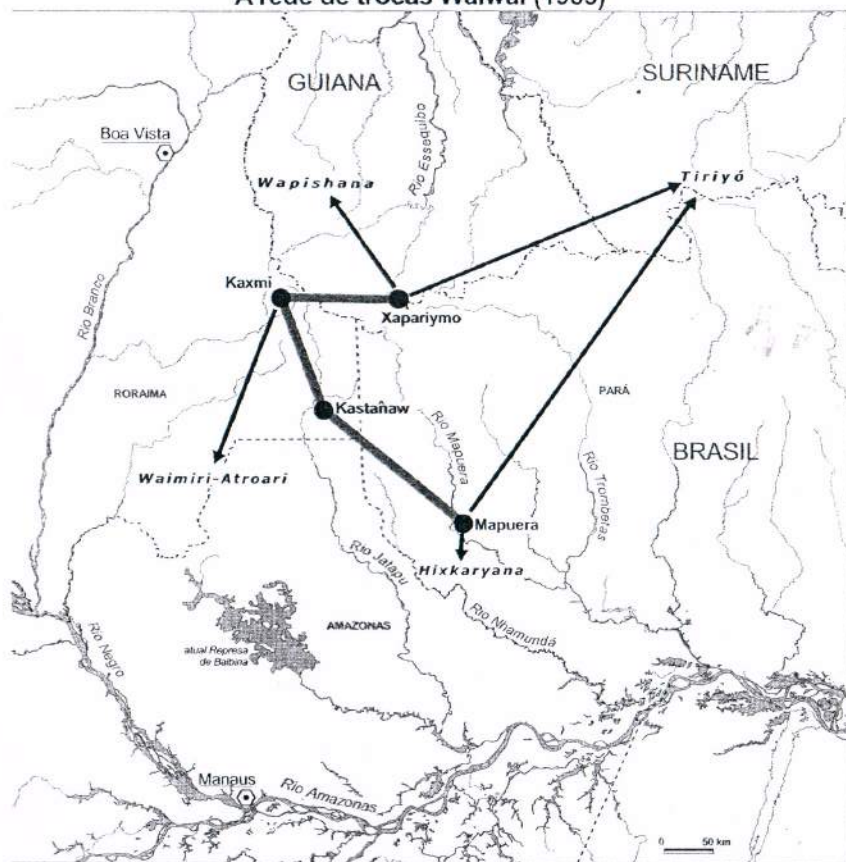 A rede de trocas Waiwai
GUIANA
SURINAME
Boa Vista
Rio Essequibo
Wapishana
Tiriyó
Kaxmi
Xapariymo
Rio Branco
RORAIMA
Kastañaw
PARÁ
Rio Mapuera
BRASIL
Rio Trombetas
Waimiri-Atroari
Mapuera
Rio Jatapu
Hixkaryana
Rio Nhamundá
AMAZONAS
Rio Negro
atual Represa
de Balbina
Manaus
Rio Amazonas
0 50 km